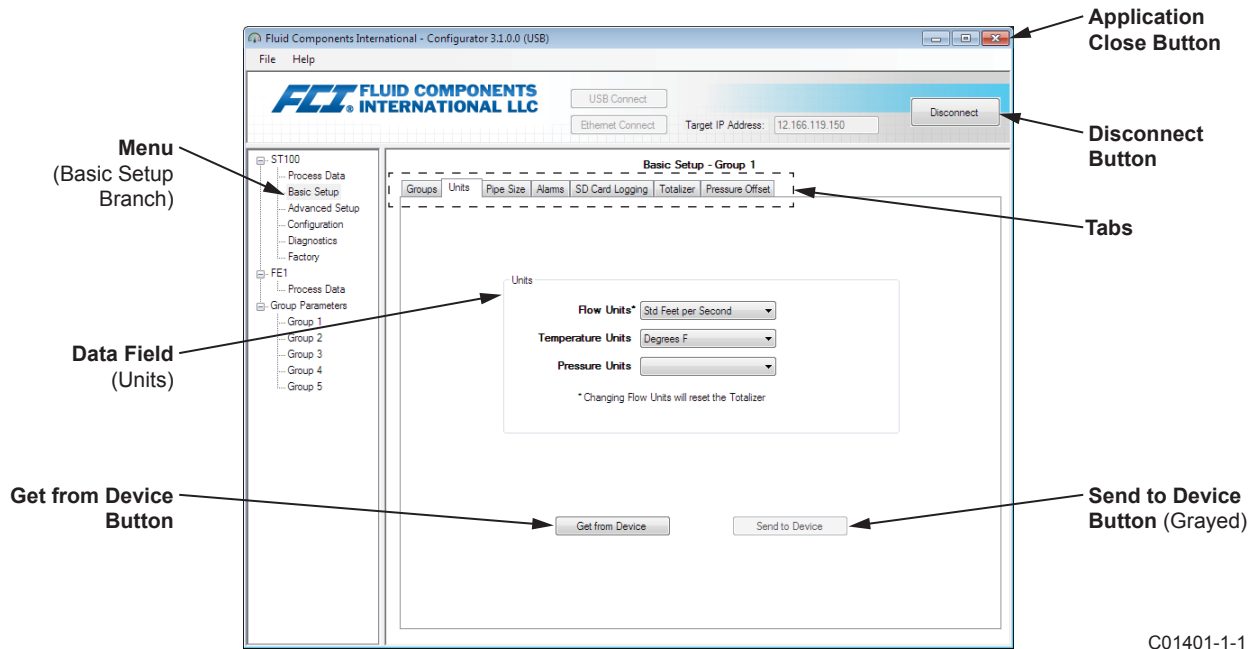 Application
Close Button
Fluid Components International - Configurator 3.1.0.0 (USB)
File Help
FCI® FLUID COMPONENTS
INTERNATIONAL LLC
USB Connect
Ethernet Connect
Target IP Address: 12.166.119.150
Disconnect
Disconnect
Button
Menu
(Basic Setup
Branch)
ST100
Process Data
Basic Setup
Advanced Setup
Configuration
Diagnostics
Factory
FE1
Process Data
Group Parameters
Group 1
Group 2
Group 3
Group 4
Group 5
Basic Setup - Group 1
Groups Units Pipe Size Alarms SD Card Logging Totalizer Pressure Offset
Tabs
Units
Flow Units* Std Feet per Second
Temperature Units Degrees F
Pressure Units
* Changing Flow Units will reset the Totalizer
Data Field
(Units)
Get from Device
Button
Get from Device
Send to Device
Send to Device
Button (Grayed)
C01401-1-1